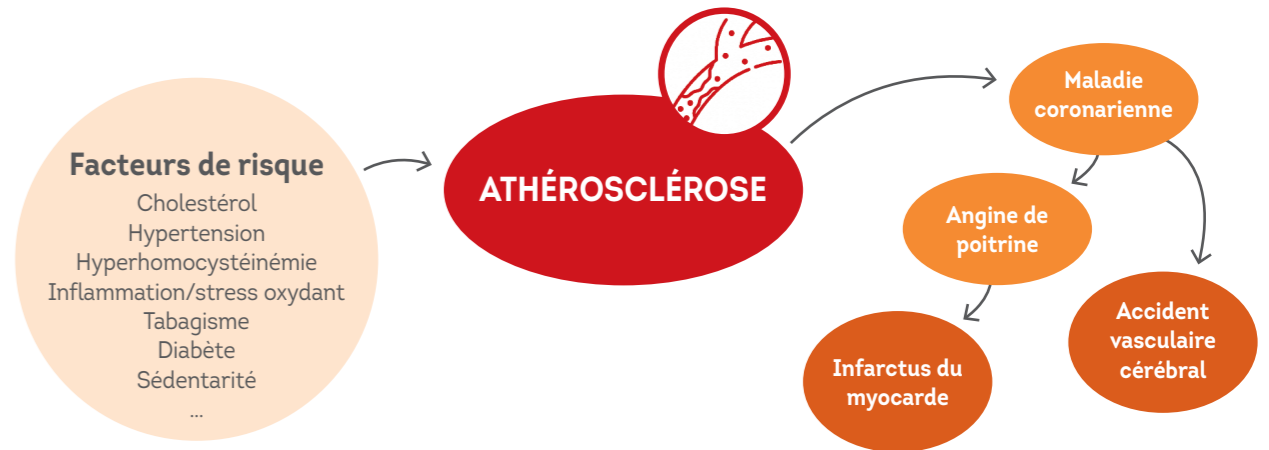 Facteurs de risque
Cholestérol
Hypertension
Hyperhomocystéinémie
Inflammation/stress oxydant
Tabagisme
Diabète
Sédentarité
...
ATHÉROSCLÉROSE
Maladie
coronarienne
Angine de
poitrine
Infarctus du
myocarde
Accident
vasculaire
cérébral